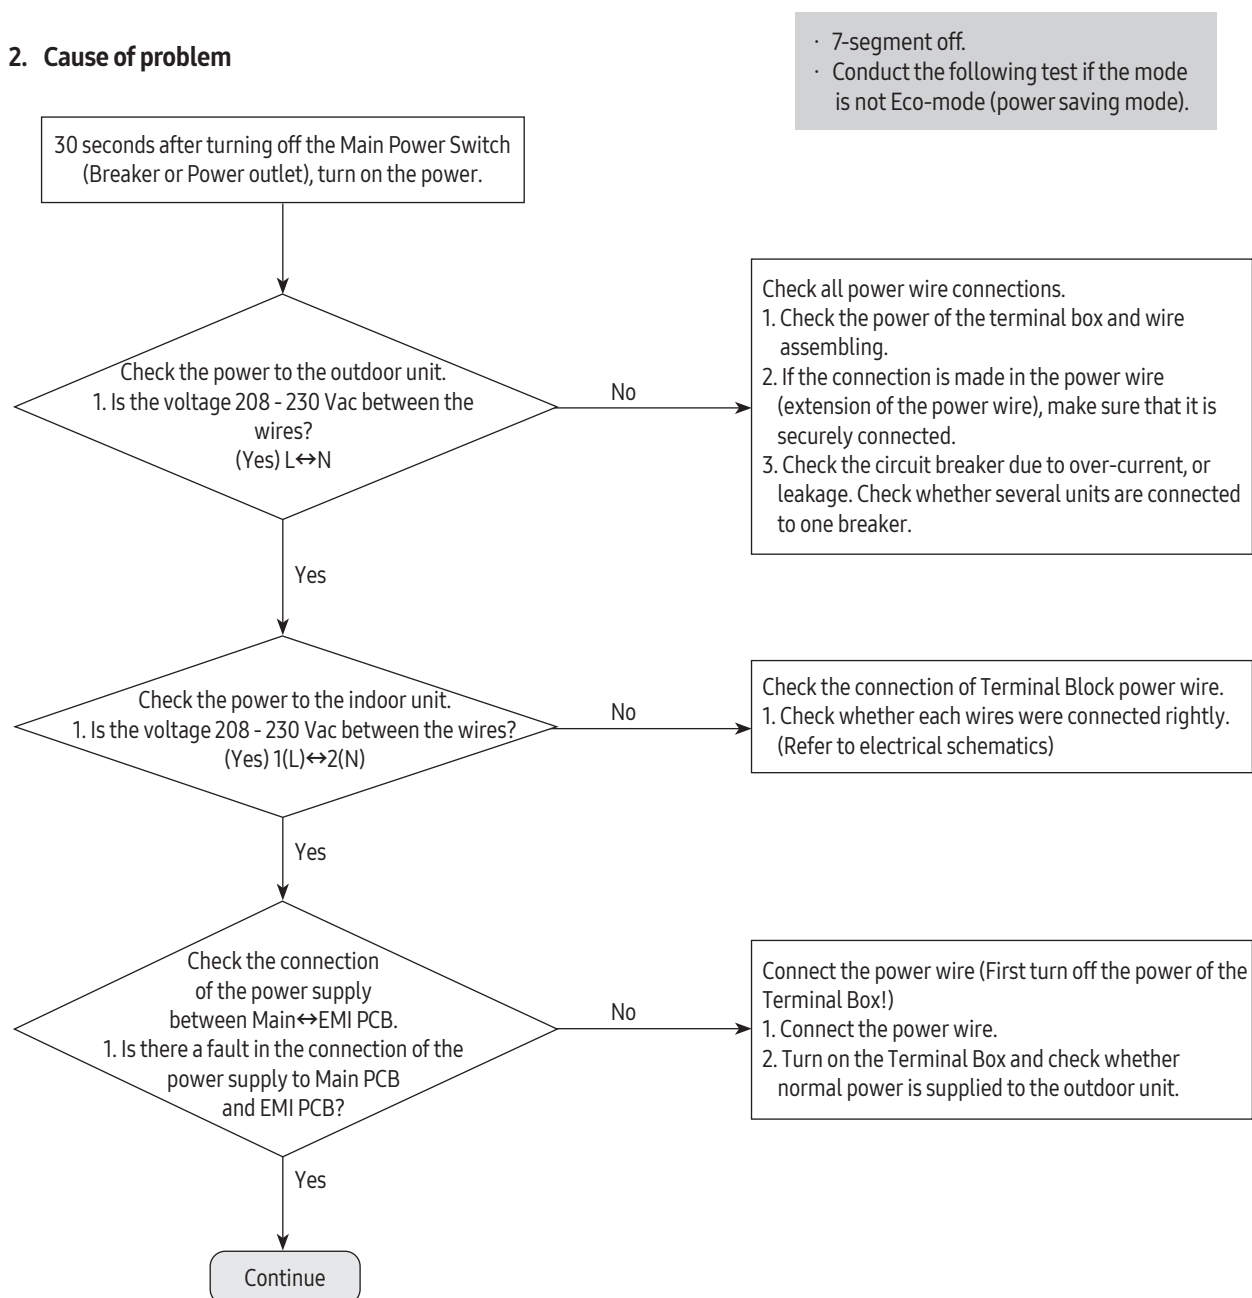 2. Cause of problem
· 7-segment off.
· Conduct the following test if the mode
is not Eco-mode (power saving mode).
30 seconds after turning off the Main Power Switch
(Breaker or Power outlet), turn on the power.
Check the power to the outdoor unit.
1. Is the voltage 208 - 230 Vac between the
wires?
(Yes) L↔N
No
Check all power wire connections.
1. Check the power of the terminal box and wire
assembling.
2. If the connection is made in the power wire
(extension of the power wire), make sure that it is
securely connected.
3. Check the circuit breaker due to over-current, or
leakage. Check whether several units are connected
to one breaker.
Yes
Check the power to the indoor unit.
1. Is the voltage 208 - 230 Vac between the wires?
(Yes) 1(L)↔2(N)
No
Check the connection of Terminal Block power wire.
1. Check whether each wires were connected rightly.
(Refer to electrical schematics)
Yes
Check the connection
of the power supply
between Main↔EMI PCB.
1. Is there a fault in the connection of the
power supply to Main PCB
and EMI PCB?
No
Connect the power wire (First turn off the power of the
Terminal Box!)
1. Connect the power wire.
2. Turn on the Terminal Box and check whether
normal power is supplied to the outdoor unit.
Yes
Continue